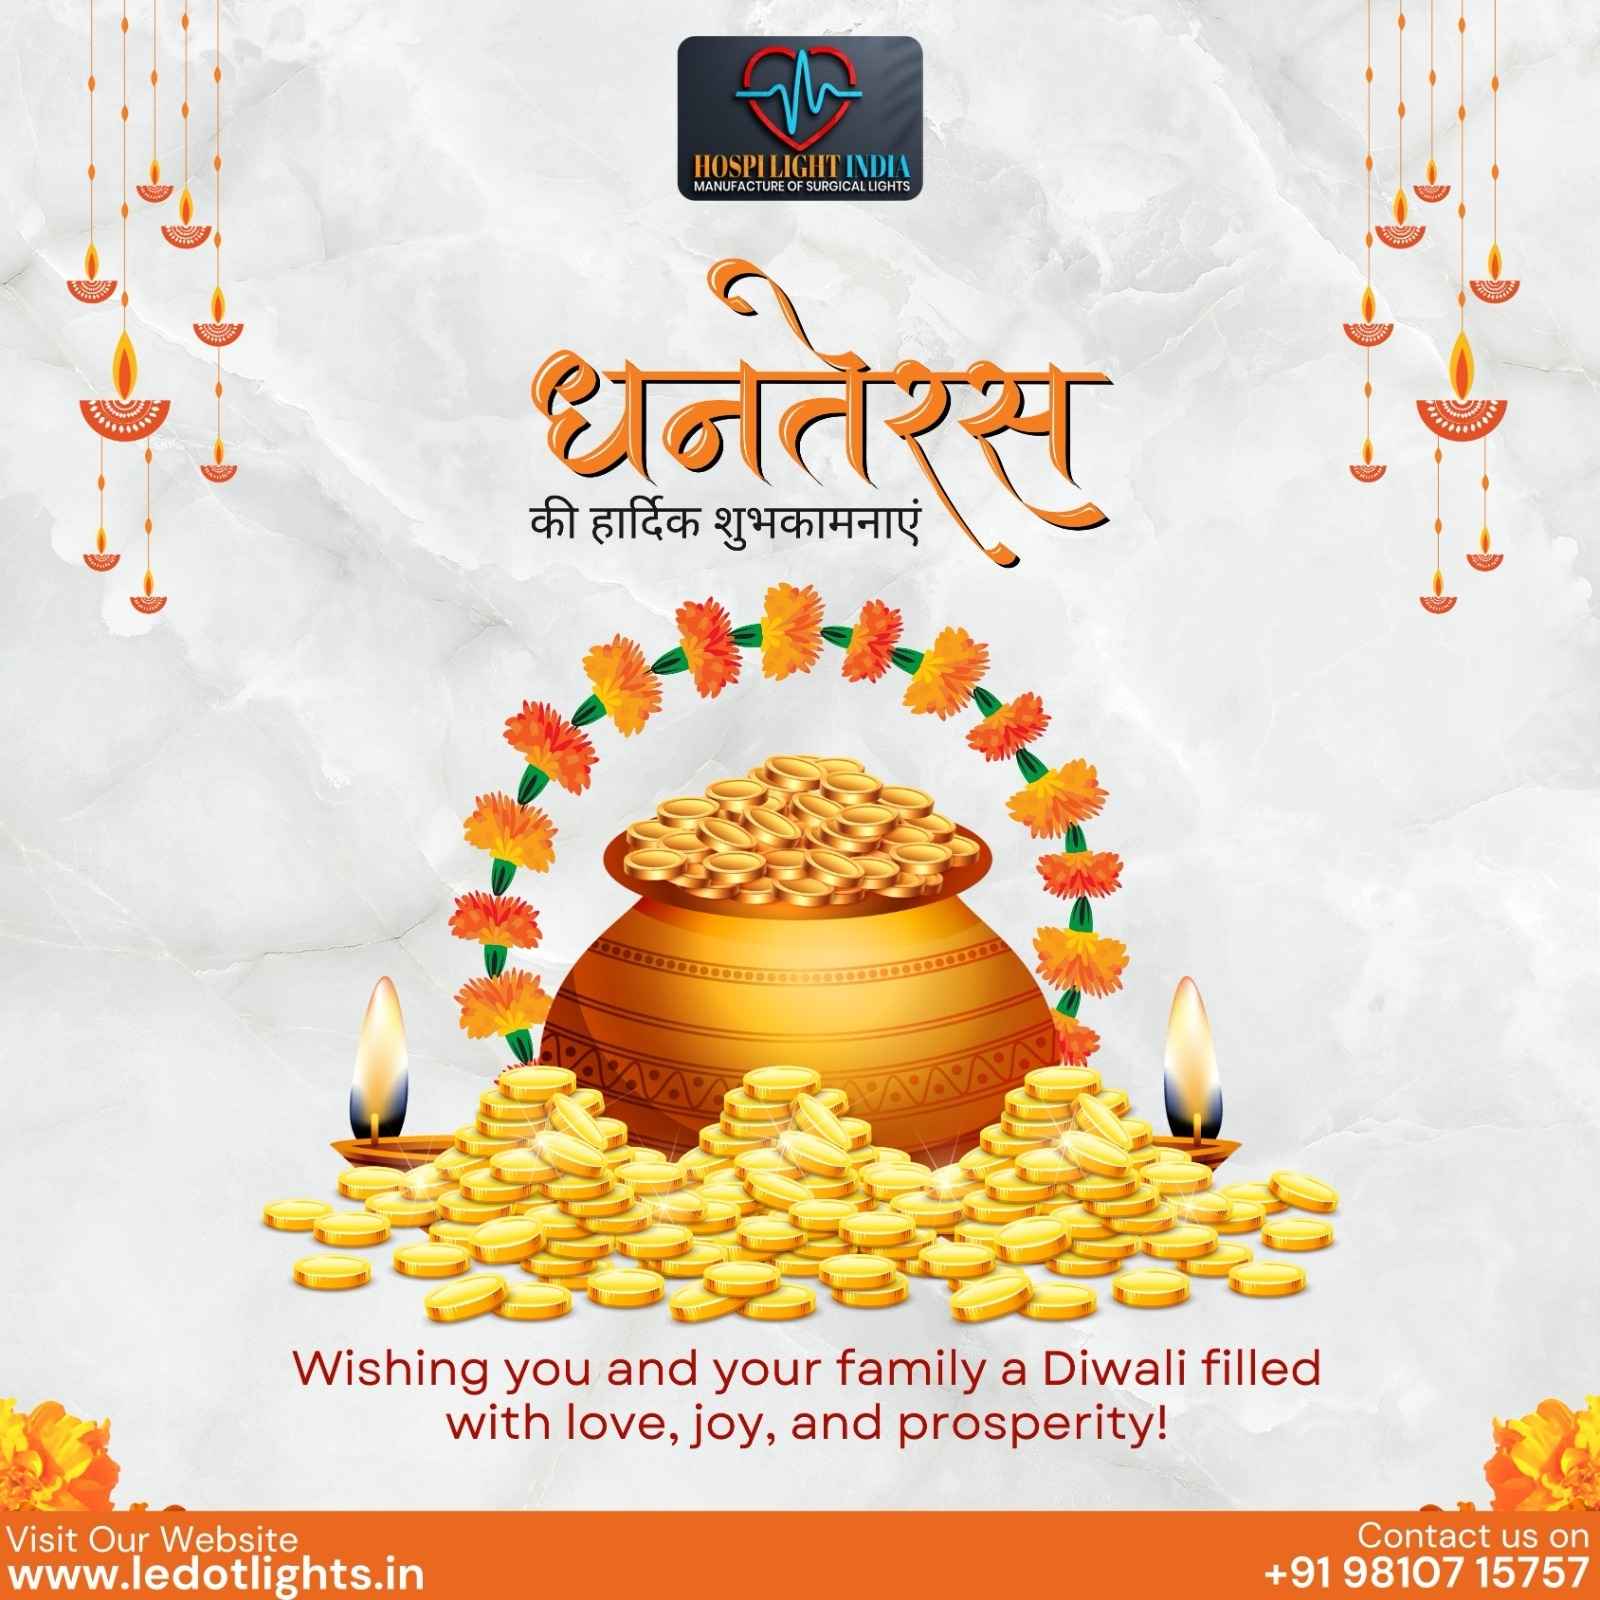 HOSPI LIGHT INDIA
MANUFACTURE OF SURGICAL LIGHTS
धनतेरस
की हार्दिक शुभकामनाएं
Wishing you and your family a Diwali filled
with love, joy, and prosperity!
Visit Our Website
www.ledotlights.in
Contact us on
+91 98107 15757